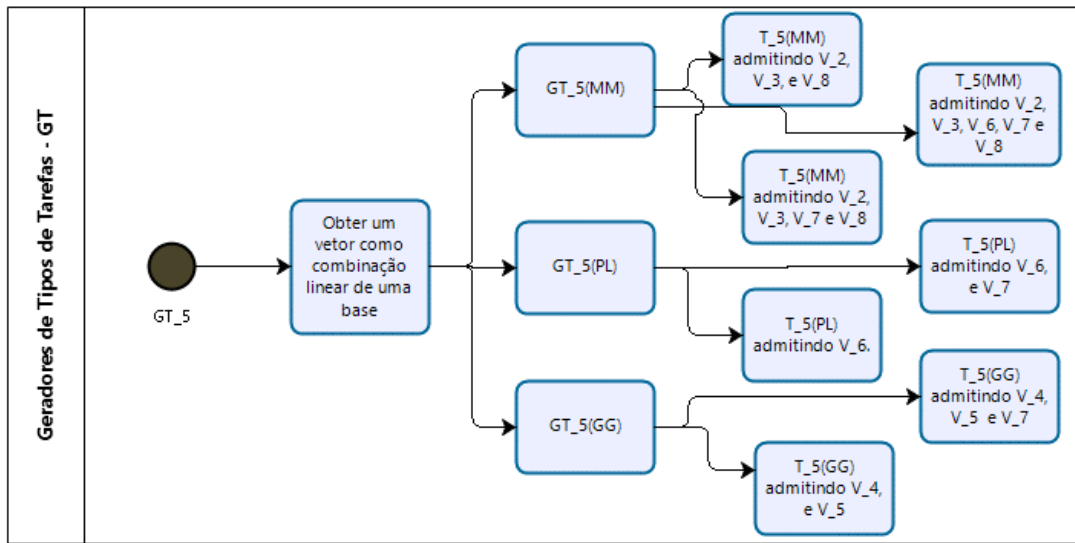 Geradores de Tipos de Tarefas - GT
GT_5
Obter um
vetor como
combinação
linear de uma
base
GT_5(MM)
T_5(MM)
admitindo V_2,
V_3, e V_8
T_5(MM)
admitindo V_2,
V_3, V_6, V_7 e
V_8
T_5(MM)
admitindo V_2,
V_3, V_7 e V_8
GT_5(PL)
T_5(PL)
admitindo V_6,
e V_7
T_5(PL)
admitindo V_6.
GT_5(GG)
T_5(GG)
admitindo V_4,
V_5 e V_7
T_5(GG)
admitindo V_4,
e V_5